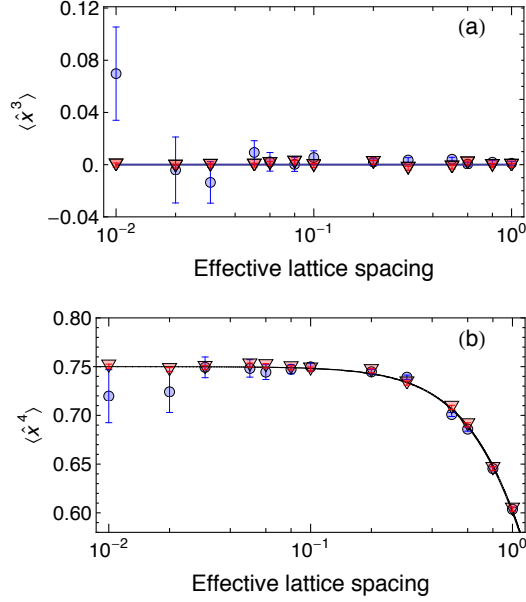 (a)
0.12
0.08
0.04
0.
-0.04
⟨x̂³⟩
10⁻² 10⁻¹ 10⁰
Effective lattice spacing
(b)
0.80
0.75
0.70
0.65
0.60
⟨x̂⁴⟩
10⁻² 10⁻¹ 10⁰
Effective lattice spacing